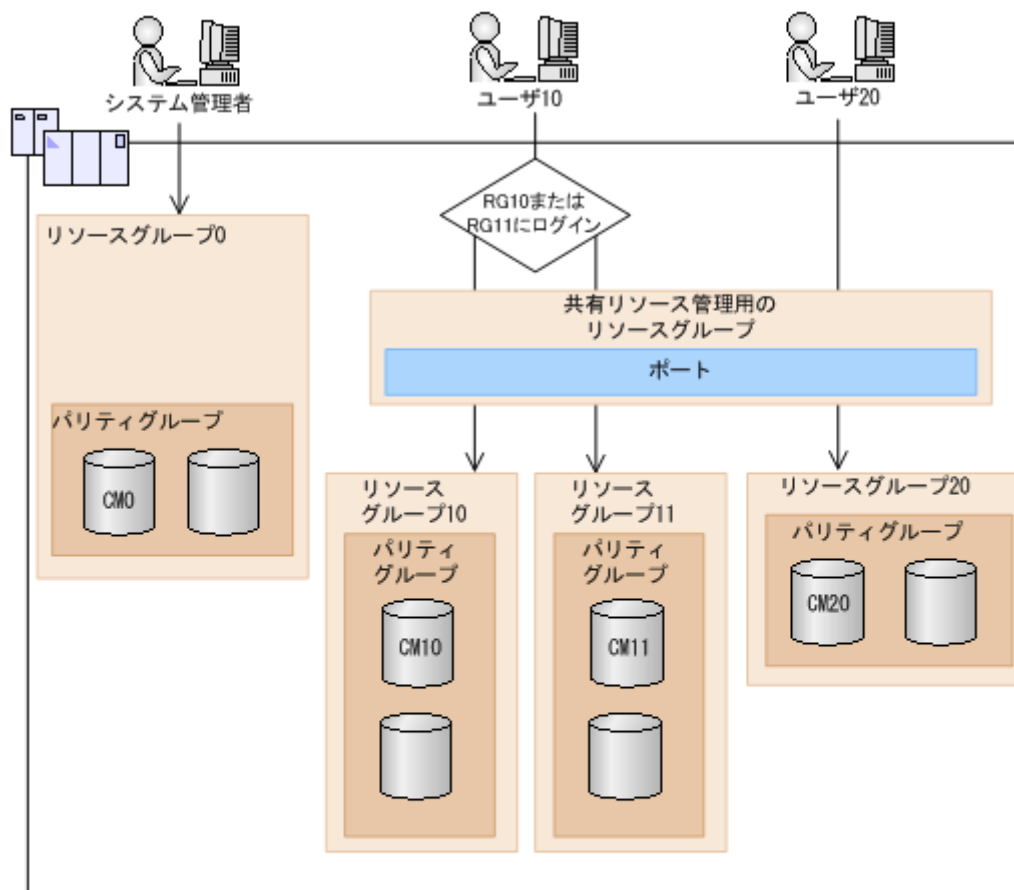 システム管理者
ユーザ10
ユーザ20
RG10または
RG11にログイン
リソースグループ0
共有リソース管理用の
リソースグループ
ポート
パリティグループ
CM0
リソース
グループ10
パリティ
グループ
CM10
リソース
グループ11
パリティ
グループ
CM11
リソースグループ20
パリティグループ
CM20